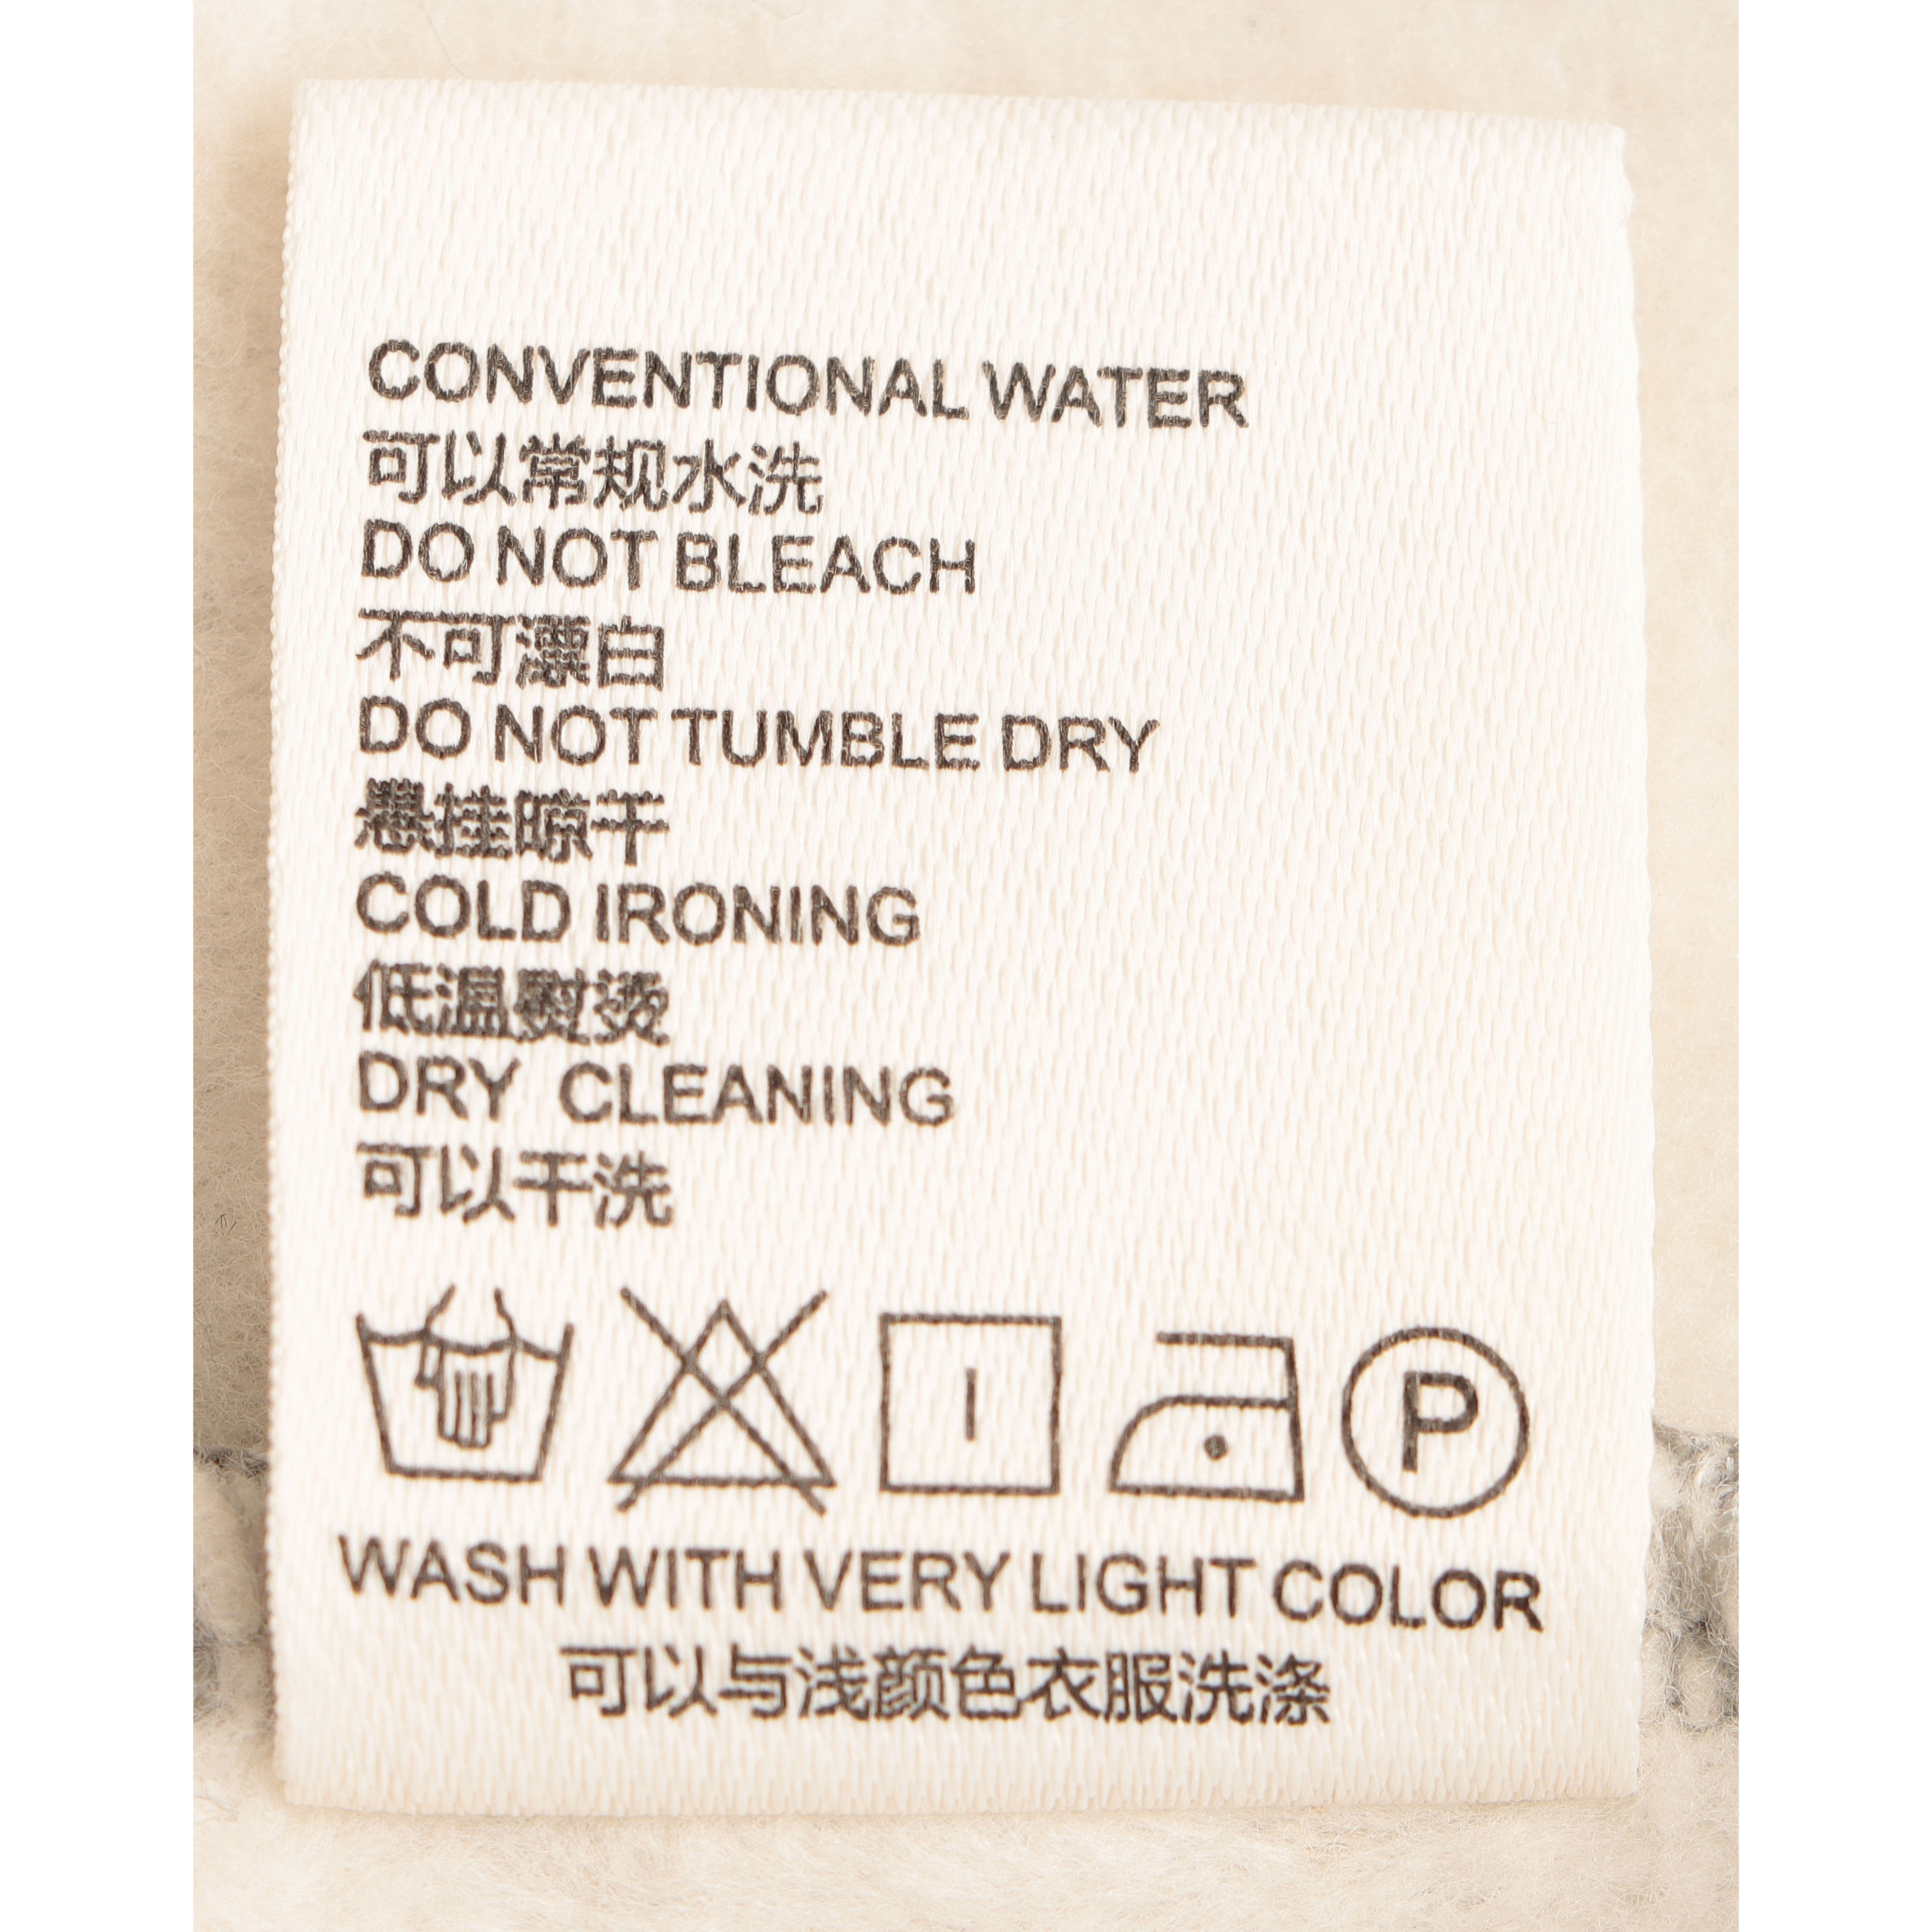 CONVENTIONAL WATER
可以常规水洗
DO NOT BLEACH
不可漂白
DO NOT TUMBLE DRY
悬挂晾干
COLD IRONING
低温熨烫
DRY CLEANING
可以干洗
P
WASH WITH VERY LIGHT COLOR
可以与浅颜色衣服洗涤